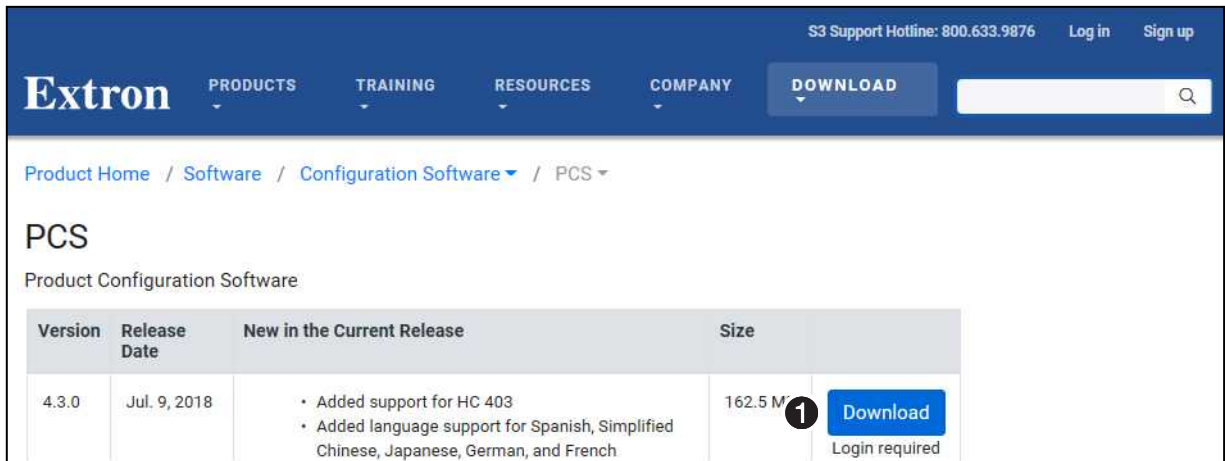 S3 Support Hotline: 800.633.9876 Log in Sign up
Extron PRODUCTS TRAINING RESOURCES COMPANY DOWNLOAD
Product Home / Software / Configuration Software / PCS
PCS
Product Configuration Software
Version Release Date New in the Current Release Size
4.3.0 Jul. 9, 2018 • Added support for HC 403 162.5 1 Download
• Added language support for Spanish, Simplified
Chinese, Japanese, German, and French Login required